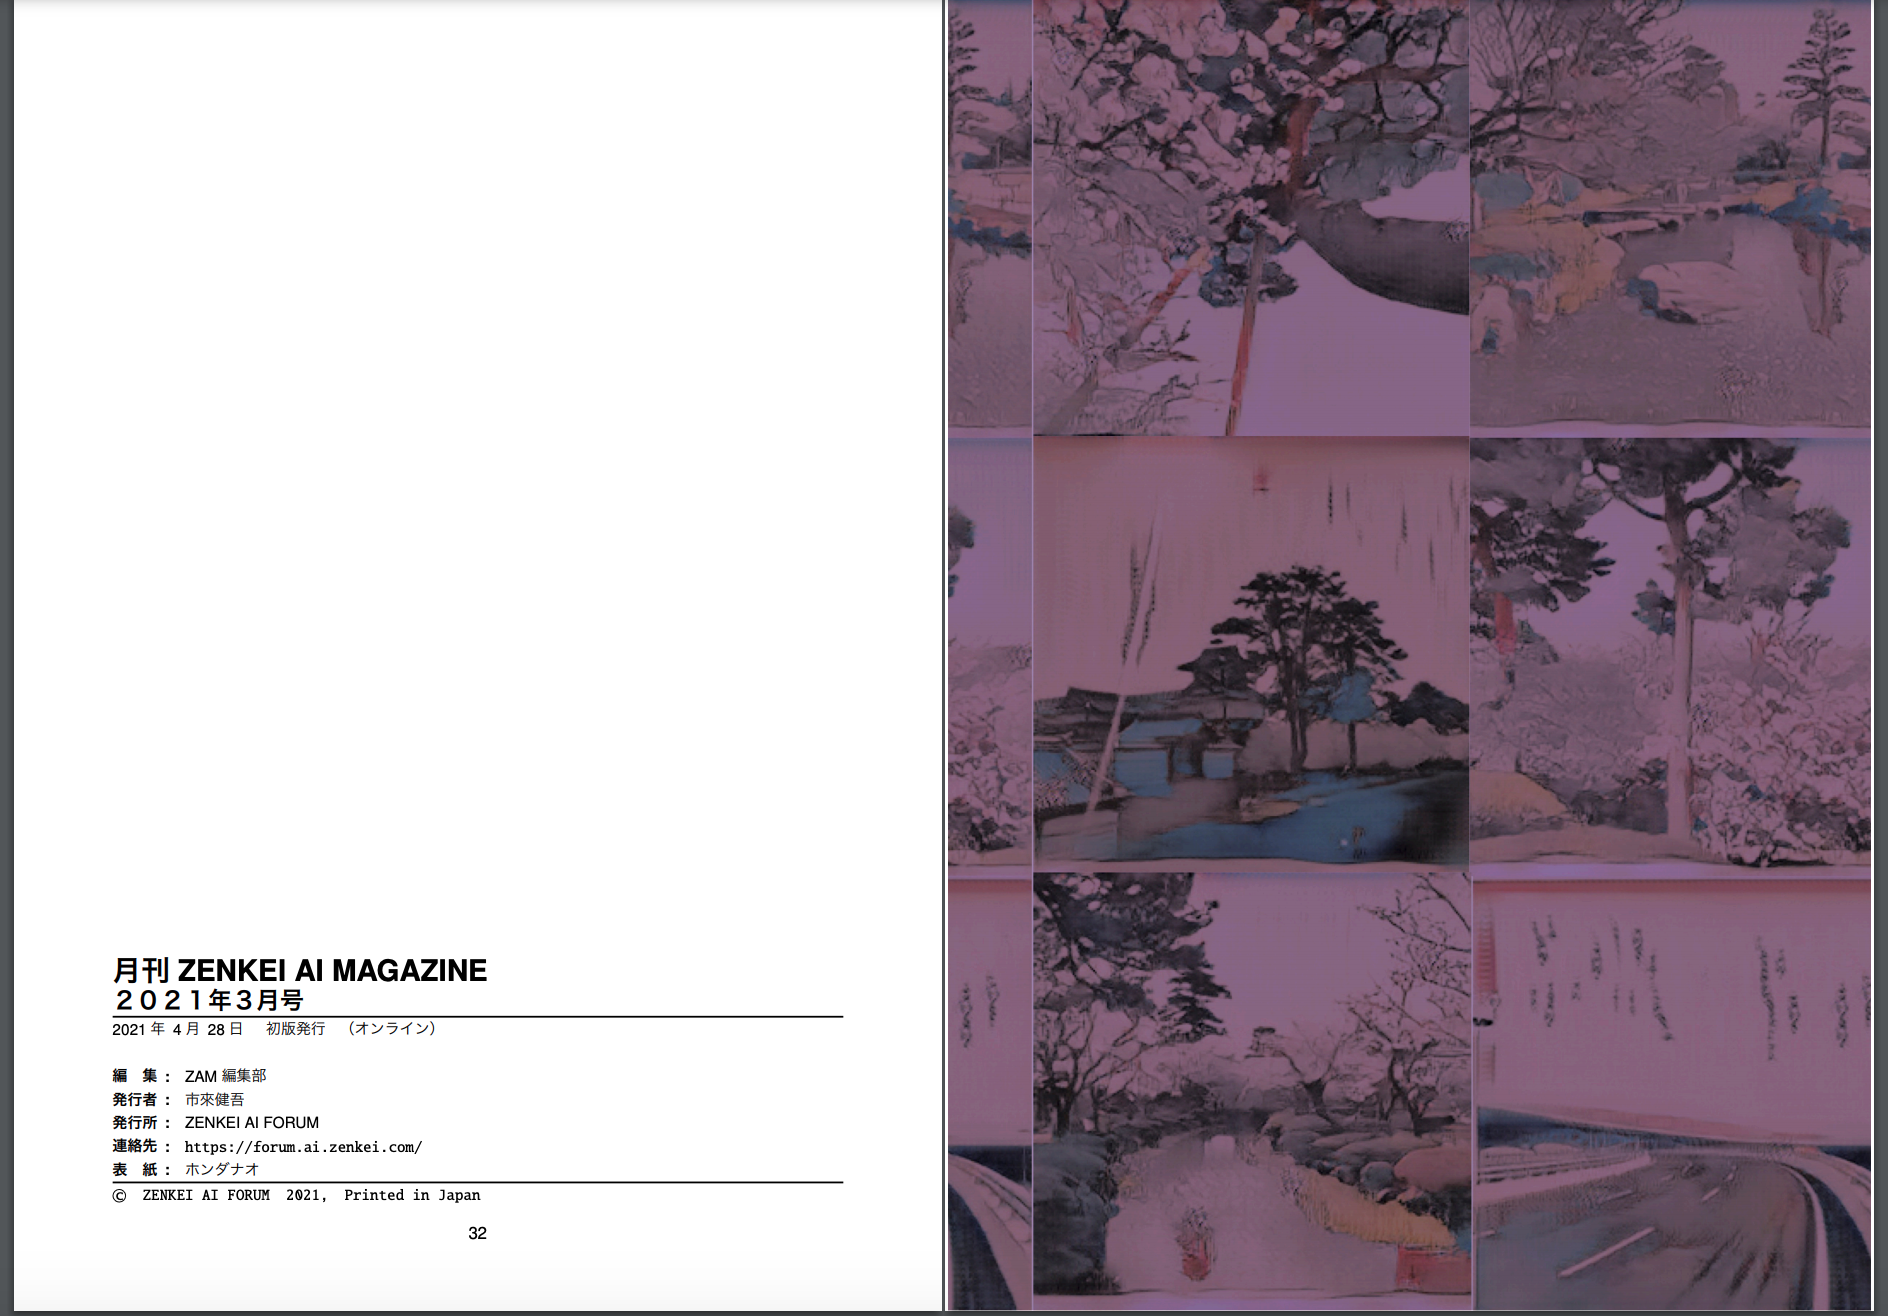 月刊 ZENKEI AI MAGAZINE
２０２１年３月号
2021 年 4 月 28 日 初版発行 （オンライン）
編 集 ： ZAM 編集部
発行者 ： 市來健吾
発行所 ： ZENKEI AI FORUM
連絡先 ： https://forum.ai.zenkei.com/
表 紙 ： ホンダナオ
© ZENKEI AI FORUM 2021, Printed in Japan
32